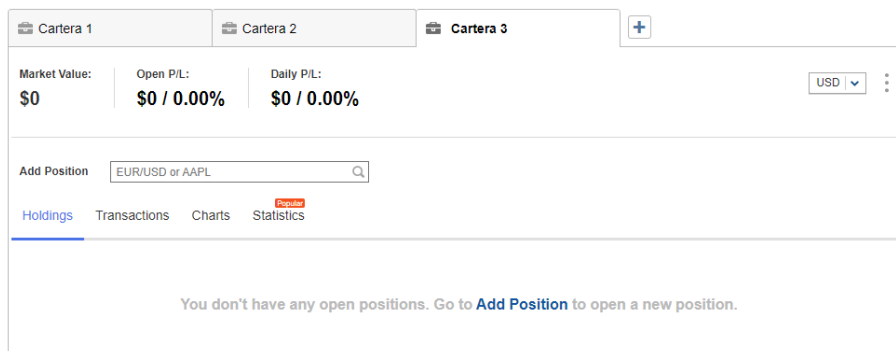 Cartera 1 Cartera 2 Cartera 3
Market Value: Open P/L: Daily P/L:
$0 $0 / 0.00% $0 / 0.00%
USD
Add Position EUR/USD or AAPL
Popular
Holdings Transactions Charts Statistics
You don't have any open positions. Go to Add Position to open a new position.